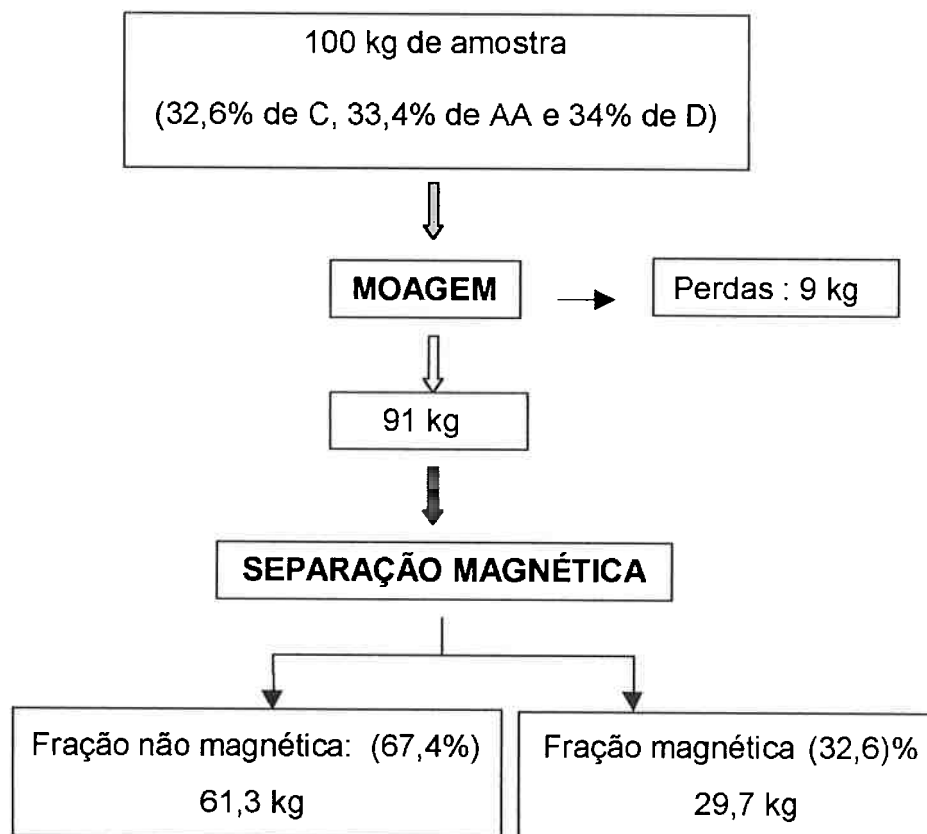 100 kg de amostra
(32,6% de C, 33,4% de AA e 34% de D)
MOAGEM
Perdas : 9 kg
91 kg
SEPARAÇÃO MAGNÉTICA
Fração não magnética: (67,4%)
61,3 kg
Fração magnética (32,6)%
29,7 kg